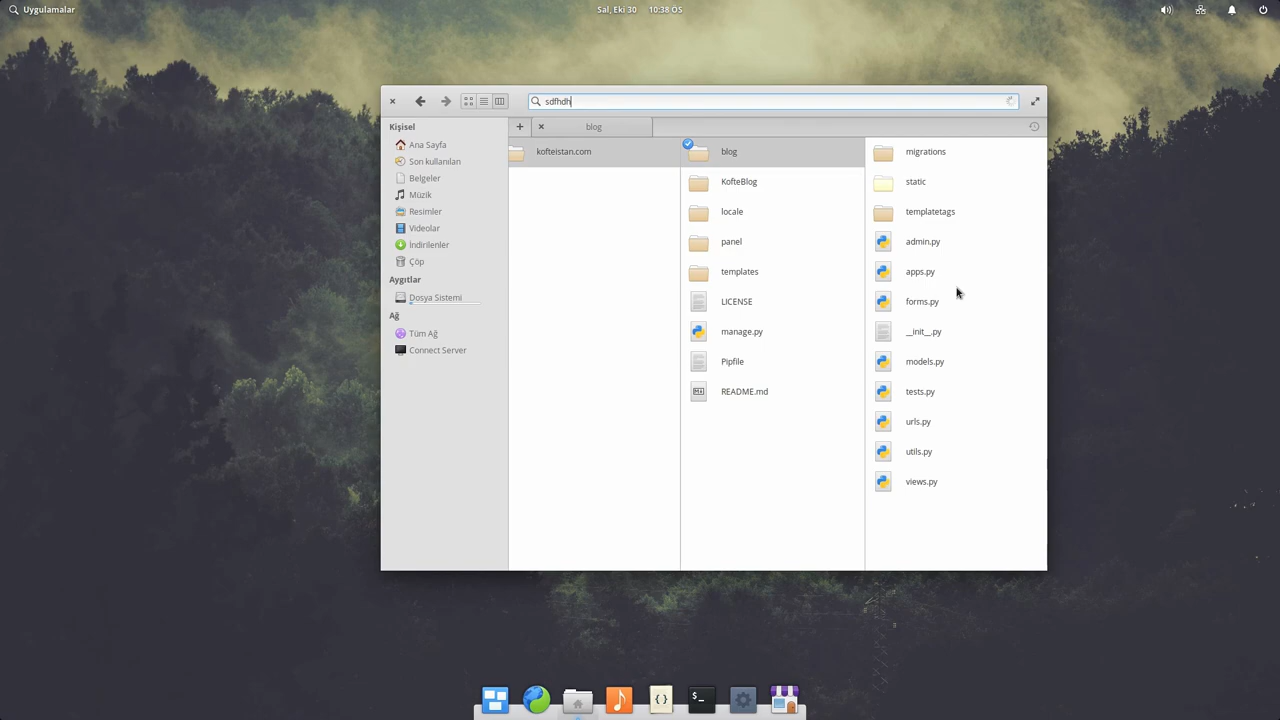 Uygulamalar
Sal, Eki 30 10:38 ÖS
sdfhdh
blog
Kişisel
Ana Sayfa
Son kullanılan
Belgeler
Müzik
Resimler
Videolar
İndirilenler
Çöp
Aygıtlar
Dosya Sistemi
Ağ
Tüm Ağ
Connect Server
kofteistan.com
blog
KofteBlog
locale
panel
templates
LICENSE
manage.py
Pipfile
README.md
migrations
static
templatetags
admin.py
apps.py
forms.py
__init__.py
models.py
tests.py
urls.py
utils.py
views.py